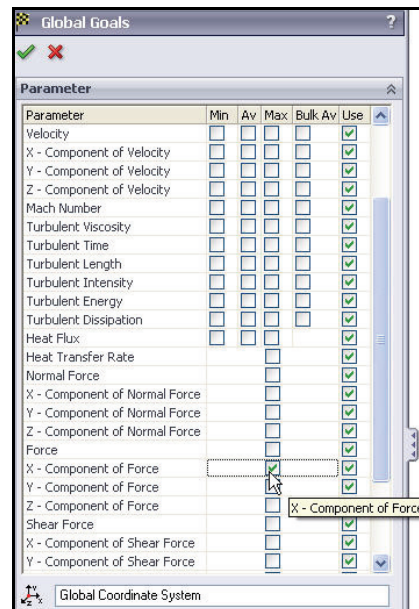 Global Goals ?
Parameter
Parameter Min Av Max Bulk Av Use
Velocity
X - Component of Velocity
Y - Component of Velocity
Z - Component of Velocity
Mach Number
Turbulent Viscosity
Turbulent Time
Turbulent Length
Turbulent Intensity
Turbulent Energy
Turbulent Dissipation
Heat Flux
Heat Transfer Rate
Normal Force
X - Component of Normal Force
Y - Component of Normal Force
Z - Component of Normal Force
Force
X - Component of Force
Y - Component of Force
Z - Component of Force
X - Component of Force
Shear Force
X - Component of Shear Force
Y - Component of Shear Force
Global Coordinate System